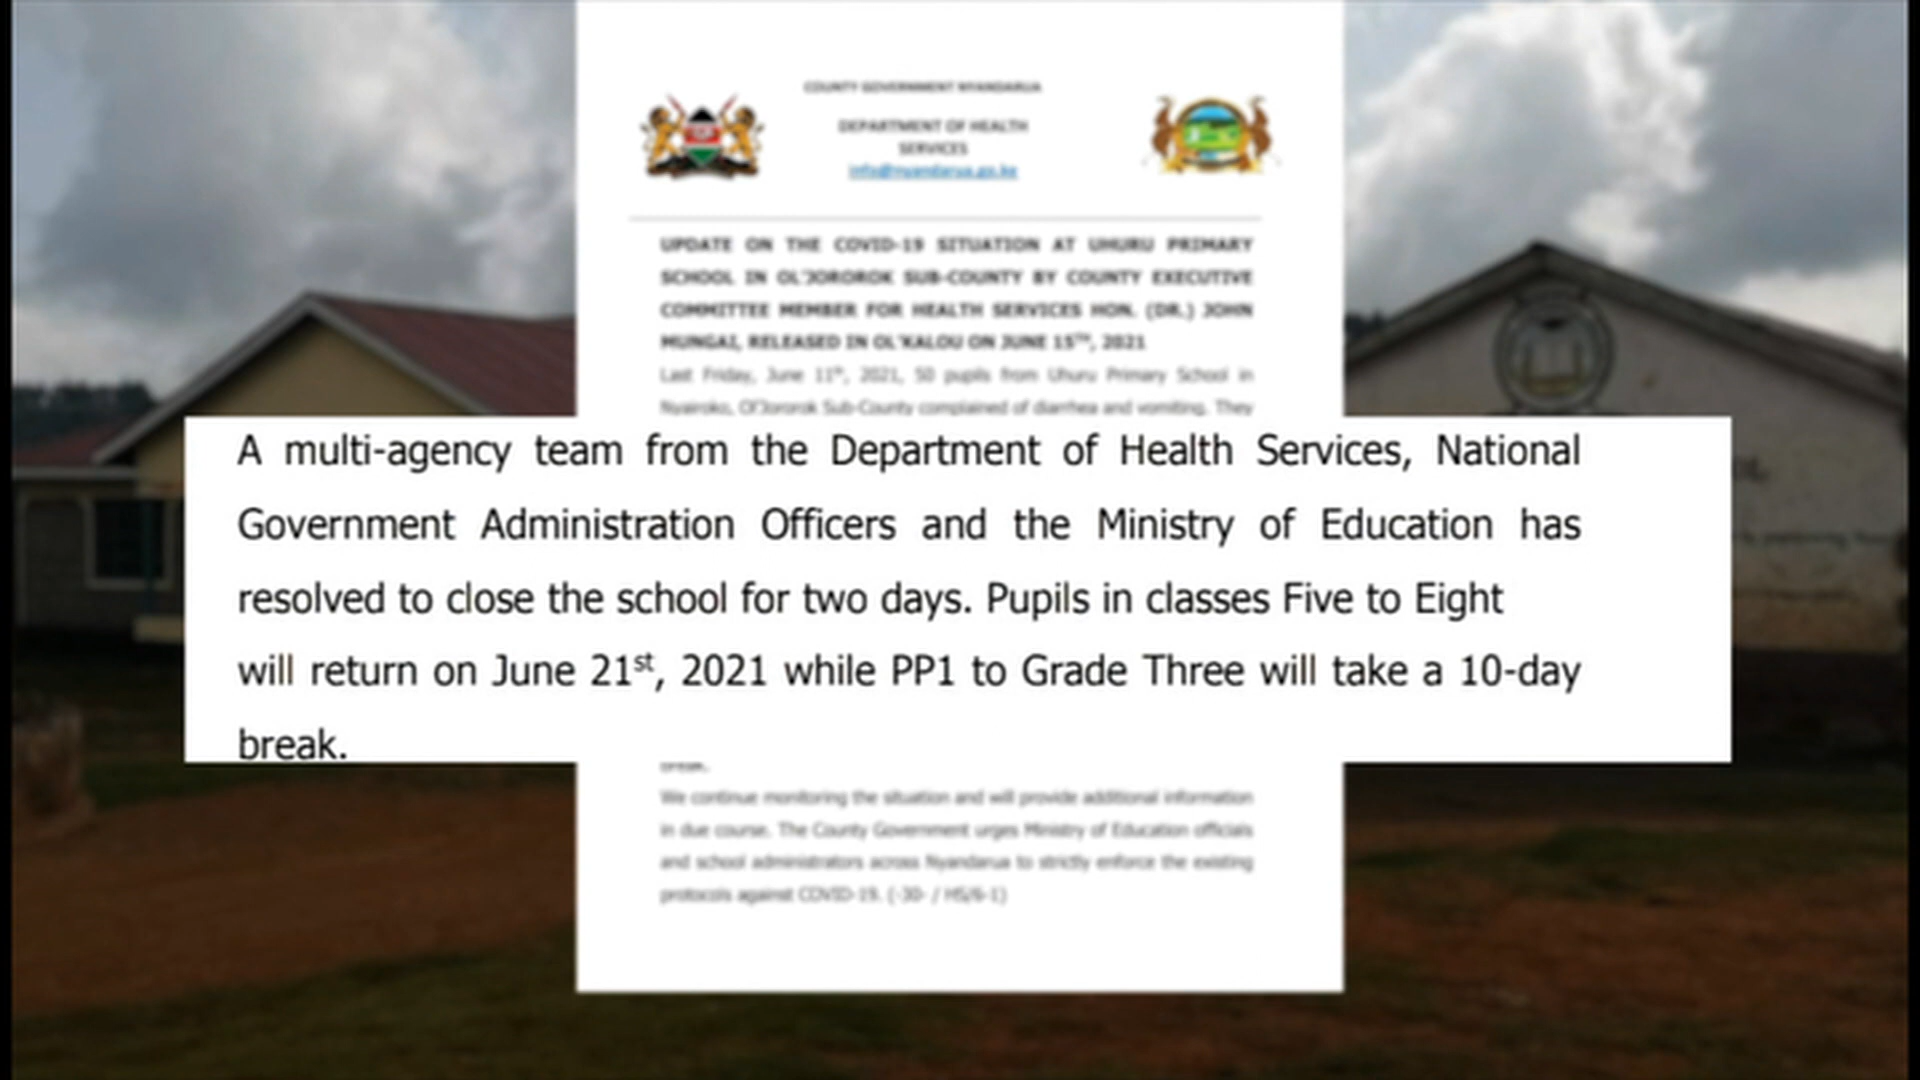 COUNTY GOVERNMENT NYANDARUA
DEPARTMENT OF HEALTH
SERVICES
info@nyandarua.go.ke
UPDATE ON THE COVID-19 SITUATION AT UHURU PRIMARY
SCHOOL IN OL'JOROROK SUB-COUNTY BY COUNTY EXECUTIVE
COMMITTEE MEMBER FOR HEALTH SERVICES HON. (DR.) JOHN
MUNGAI, RELEASED IN OL'KALOU ON JUNE 15TH, 2021
Last Friday, June 11th, 2021, 50 pupils from Uhuru Primary School in
Nyairoko, Ol'Jororok Sub-County complained of diarrhea and vomiting. They
A multi-agency team from the Department of Health Services, National
Government Administration Officers and the Ministry of Education has
resolved to close the school for two days. Pupils in classes Five to Eight
will return on June 21st, 2021 while PP1 to Grade Three will take a 10-day
break.
break.
We continue monitoring the situation and will provide additional information
in due course. The County Government urges Ministry of Education officials
and school administrators across Nyandarua to strictly enforce the existing
protocols against COVID-19. (-30- / HS/6-1)